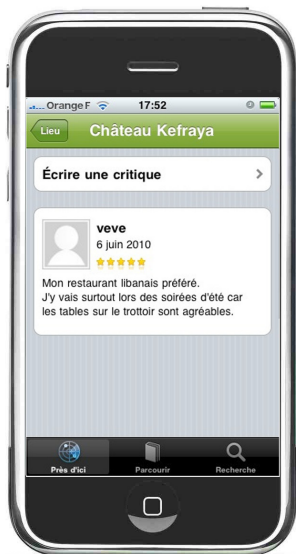 Orange F 17:52
Lieu Château Kefraya
Écrire une critique
veve
6 juin 2010
Mon restaurant libanais préféré.
J'y vais surtout lors des soirées d'été car
les tables sur le trottoir sont agréables.
Près d'ici Parcourir Recherche